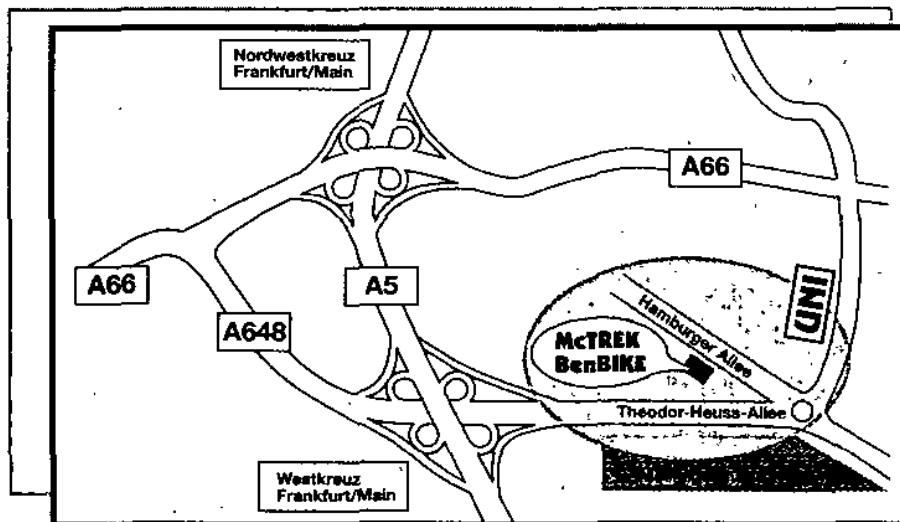 Nordwestkreuz
Frankfurt/Main
A66
A66
A5
IND
A648
Hamburger Allee
McTREK
BenBIKE
Theodor-Heuss-Allee
Westkreuz
Frankfurt/Main